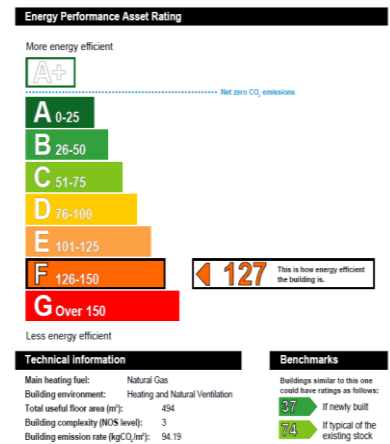 Energy Performance Asset Rating
More energy efficient
A+
Net zero CO₂ emissions
A 0-25
B 26-50
C 51-75
D 76-100
E 101-125
F 126-150
127
This is how energy efficient
the building is.
G Over 150
Less energy efficient
Technical information
Main heating fuel: Natural Gas
Building environment: Heating and Natural Ventilation
Total useful floor area (m²): 494
Building complexity (NOS level): 3
Building emission rate (kgCO₂/m²): 94.19
Benchmarks
Buildings similar to this one
could have ratings as follows:
37 If newly built
74 If typical of the
existing stock